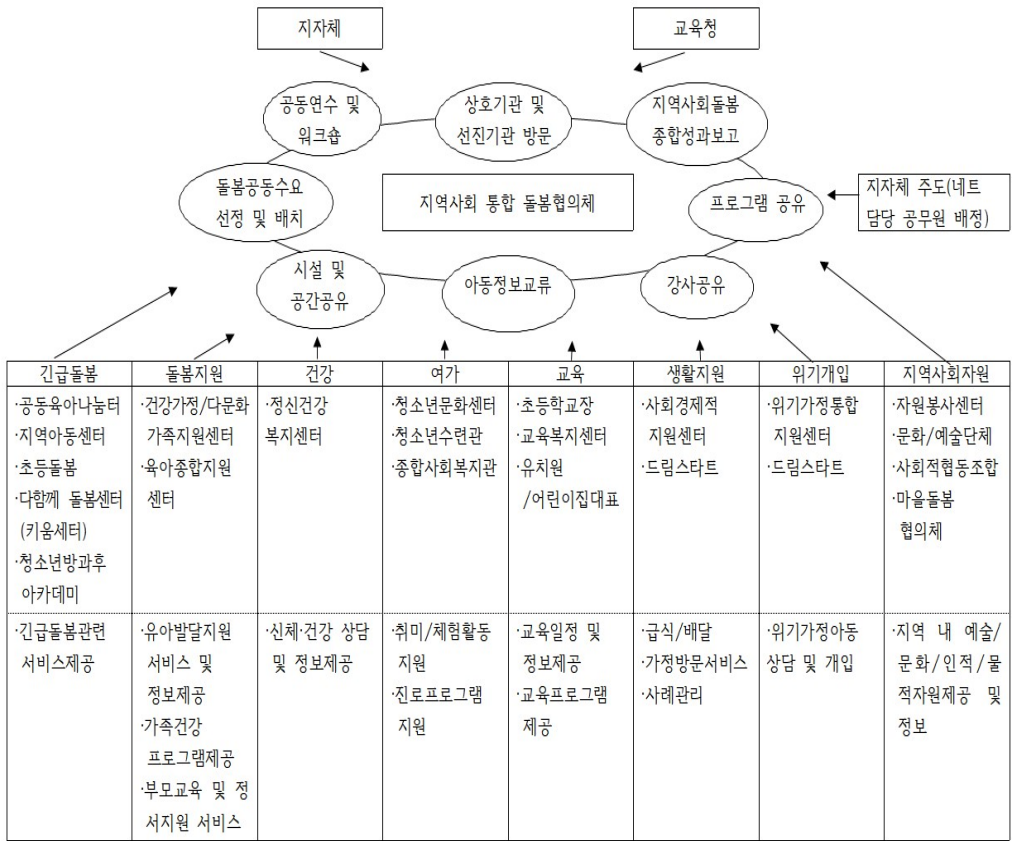 지자체
교육청
공동연수 및
워크숍
상호기관 및
선진기관 방문
지역사회돌봄
종합성과보고
돌봄공동수요
선정 및 배치
지역사회 통합 돌봄협의체
프로그램 공유
지자체 주도(네트
담당 공무원 배정)
시설 및
공간공유
아동정보교류
강사공유
긴급돌봄
·공동육아나눔터
·지역아동센터
·초등돌봄
·다함께 돌봄센터
(키움세터)
·청소년방과후
아카데미
·긴급돌봄관련
서비스제공
돌봄지원
·건강가정/다문화
가족지원센터
·육아종합지원
센터
·유아발달지원
서비스 및
정보제공
·가족건강
프로그램제공
·부모교육 및 정
서지원 서비스
건강
·정신건강
복지센터
·신체·건강 상담
및 정보제공
여가
·청소년문화센터
·청소년수련관
·종합사회복지관
·취미/체험활동
지원
·진로프로그램
지원
교육
·초등학교장
·교육복지센터
·유치원
/어린이집대표
·교육일정 및
정보제공
·교육프로그램
제공
생활지원
·사회경제적
지원센터
·드림스타트
·급식/배달
·가정방문서비스
·사례관리
위기개입
·위기가정통합
지원센터
·드림스타트
·위기가정아동
상담 및 개입
지역사회자원
·자원봉사센터
·문화/예술단체
·사회적협동조합
·마을돌봄
협의체
·지역 내 예술/
문화/인적/물
적자원제공 및
정보